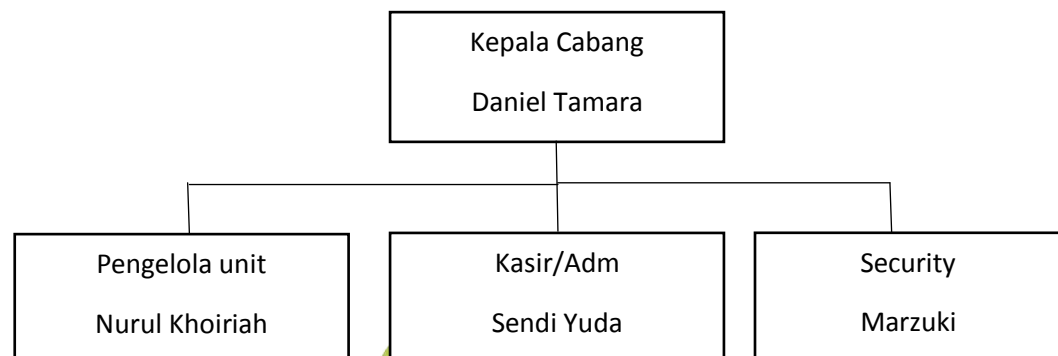 Kepala Cabang
Daniel Tamara
Pengelola unit
Nurul Khoiriah
Kasir/Adm
Sendi Yuda
Security
Marzuki